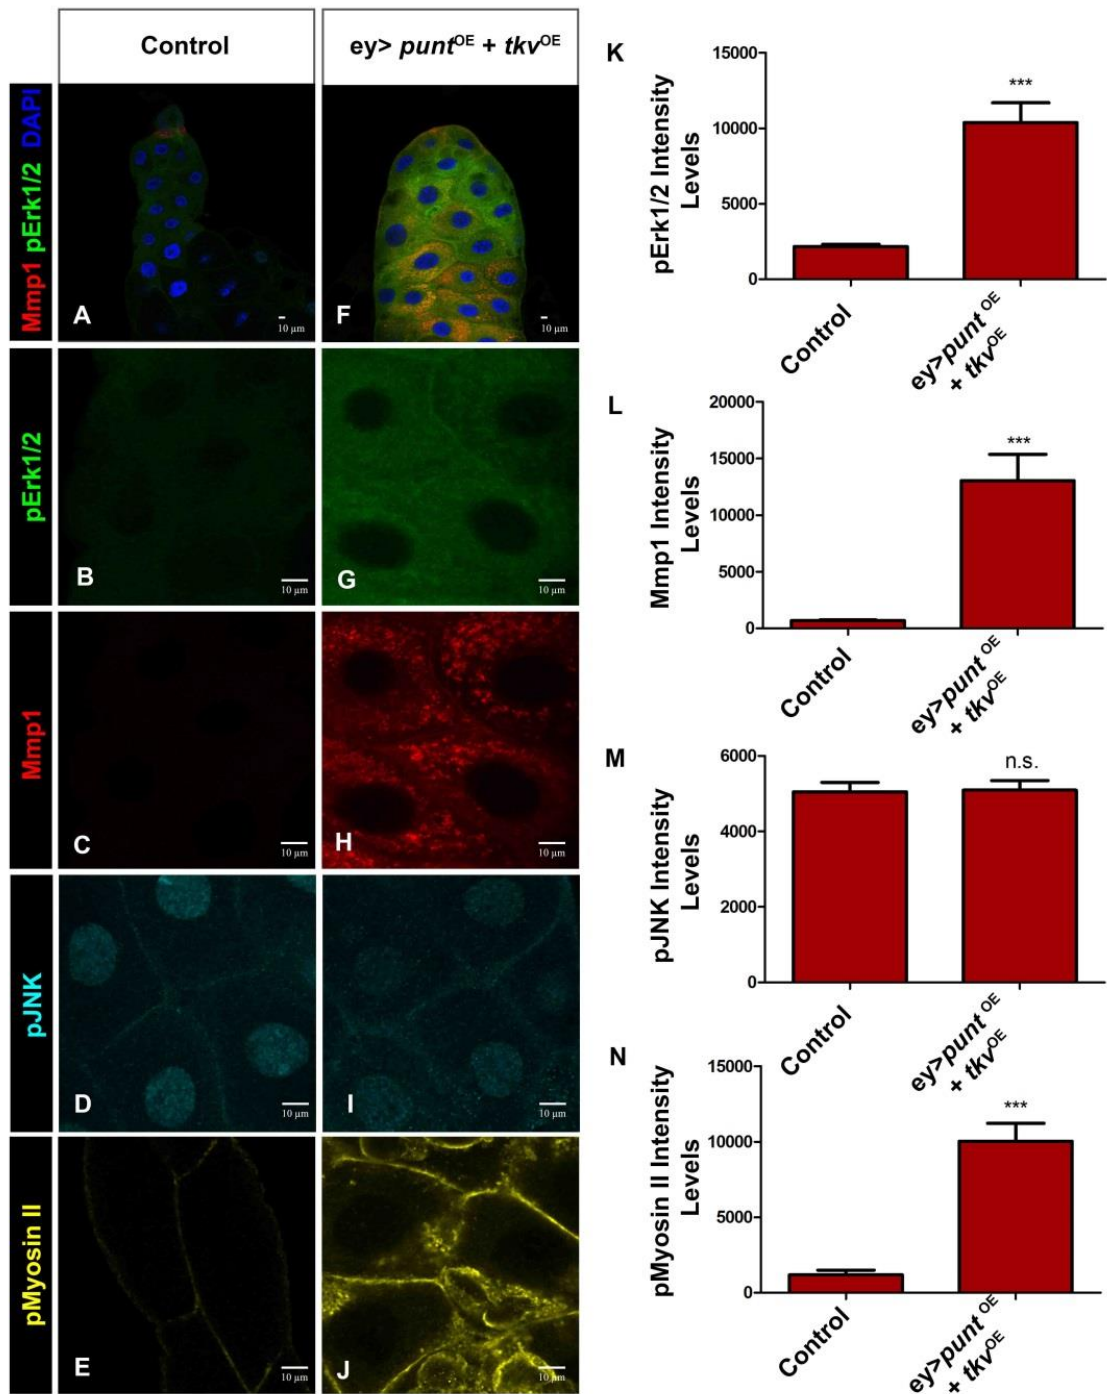 Control
ey> punt^OE + tkv^OE
Mmp1 pErk1/2 DAPI
A
10 µm
F
10 µm
pErk1/2
B
10 µm
G
10 µm
Mmp1
C
10 µm
H
10 µm
pJNK
D
10 µm
I
10 µm
pMyosin II
E
10 µm
J
10 µm
K
pErk1/2 Intensity
Levels
15000
10000
5000
0
***
Control
ey>punt^OE
+ tkv^OE
L
Mmp1 Intensity
Levels
20000
15000
10000
5000
0
***
Control
ey>punt^OE
+ tkv^OE
M
pJNK Intensity
Levels
6000
4000
2000
0
n.s.
Control
ey>punt^OE
+ tkv^OE
N
pMyosin II Intensity
Levels
15000
10000
5000
0
***
Control
ey>punt^OE
+ tkv^OE